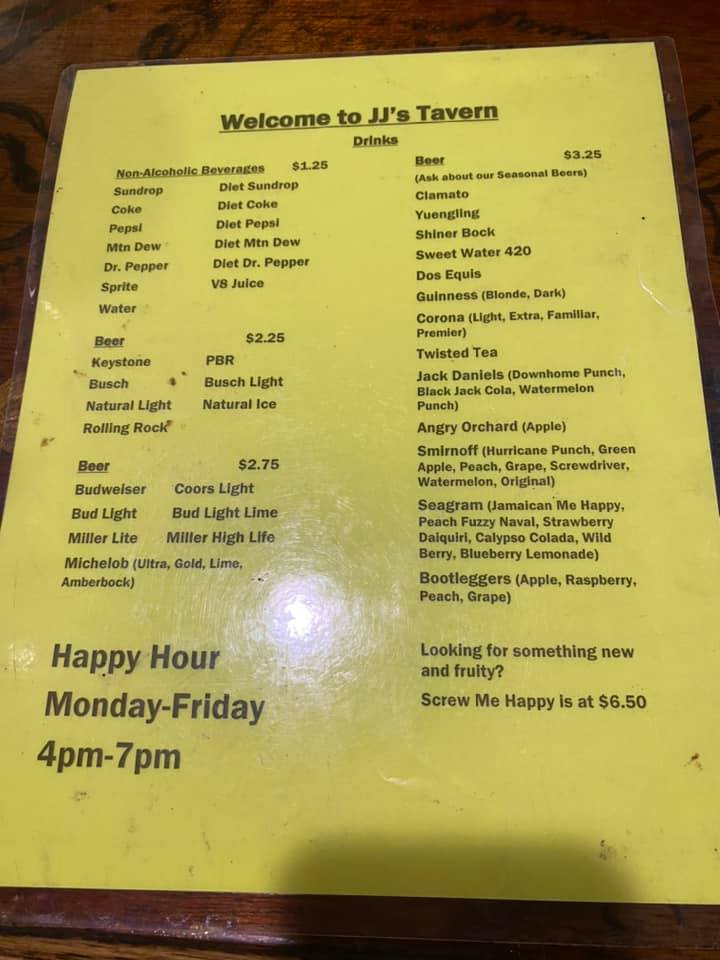 Welcome to JJ's Tavern
Drinks
Non-Alcoholic Beverages $1.25
Sundrop Diet Sundrop
Coke Diet Coke
Pepsi Diet Pepsi
Mtn Dew Diet Mtn Dew
Dr. Pepper Diet Dr. Pepper
Sprite V8 Juice
Water
Beer $2.25
Keystone PBR
Busch Busch Light
Natural Light Natural Ice
Rolling Rock
Beer $2.75
Budweiser Coors Light
Bud Light Bud Light Lime
Miller Lite Miller High Life
Michelob (Ultra, Gold, Lime,
Amberbock)
Happy Hour
Monday-Friday
4pm-7pm
Beer $3.25
(Ask about our Seasonal Beers)
Clamato
Yuengling
Shiner Bock
Sweet Water 420
Dos Equis
Guinness (Blonde, Dark)
Corona (Light, Extra, Familiar,
Premier)
Twisted Tea
Jack Daniels (Downhome Punch,
Black Jack Cola, Watermelon
Punch)
Angry Orchard (Apple)
Smirnoff (Hurricane Punch, Green
Apple, Peach, Grape, Screwdriver,
Watermelon, Original)
Seagram (Jamaican Me Happy,
Peach Fuzzy Naval, Strawberry
Daiquiri, Calypso Colada, Wild
Berry, Blueberry Lemonade)
Bootleggers (Apple, Raspberry,
Peach, Grape)
Looking for something new
and fruity?
Screw Me Happy is at $6.50